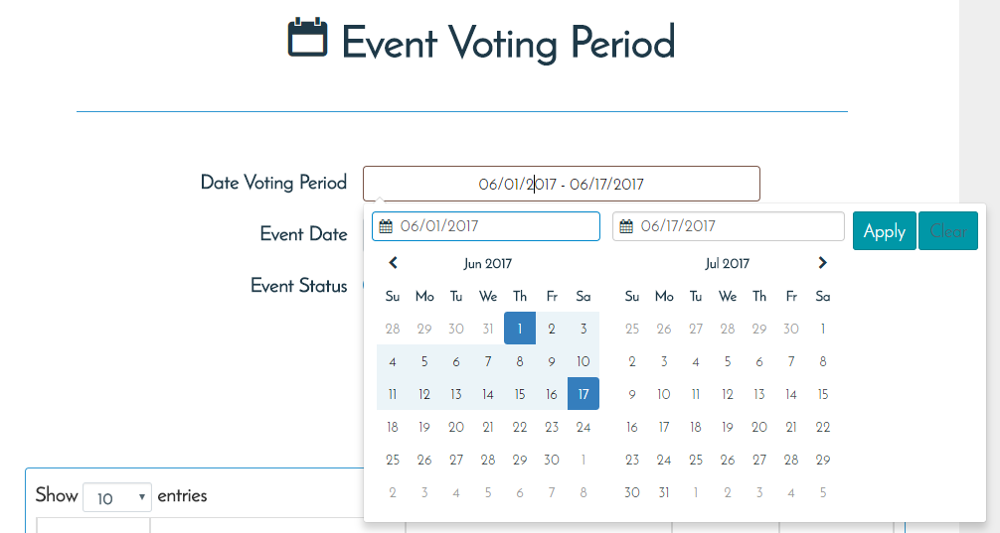 Event Voting Period
Date Voting Period 06/01/2017 - 06/17/2017
Event Date 06/01/2017 06/17/2017 Apply Clear
Event Status
Jun 2017 Jul 2017
Su Mo Tu We Th Fr Sa Su Mo Tu We Th Fr Sa
28 29 30 31 1 2 3 25 26 27 28 29 30 1
4 5 6 7 8 9 10 2 3 4 5 6 7 8
11 12 13 14 15 16 17 9 10 11 12 13 14 15
18 19 20 21 22 23 24 16 17 18 19 20 21 22
25 26 27 28 29 30 1 23 24 25 26 27 28 29
2 3 4 5 6 7 8 30 31 1 2 3 4 5
Show 10 entries